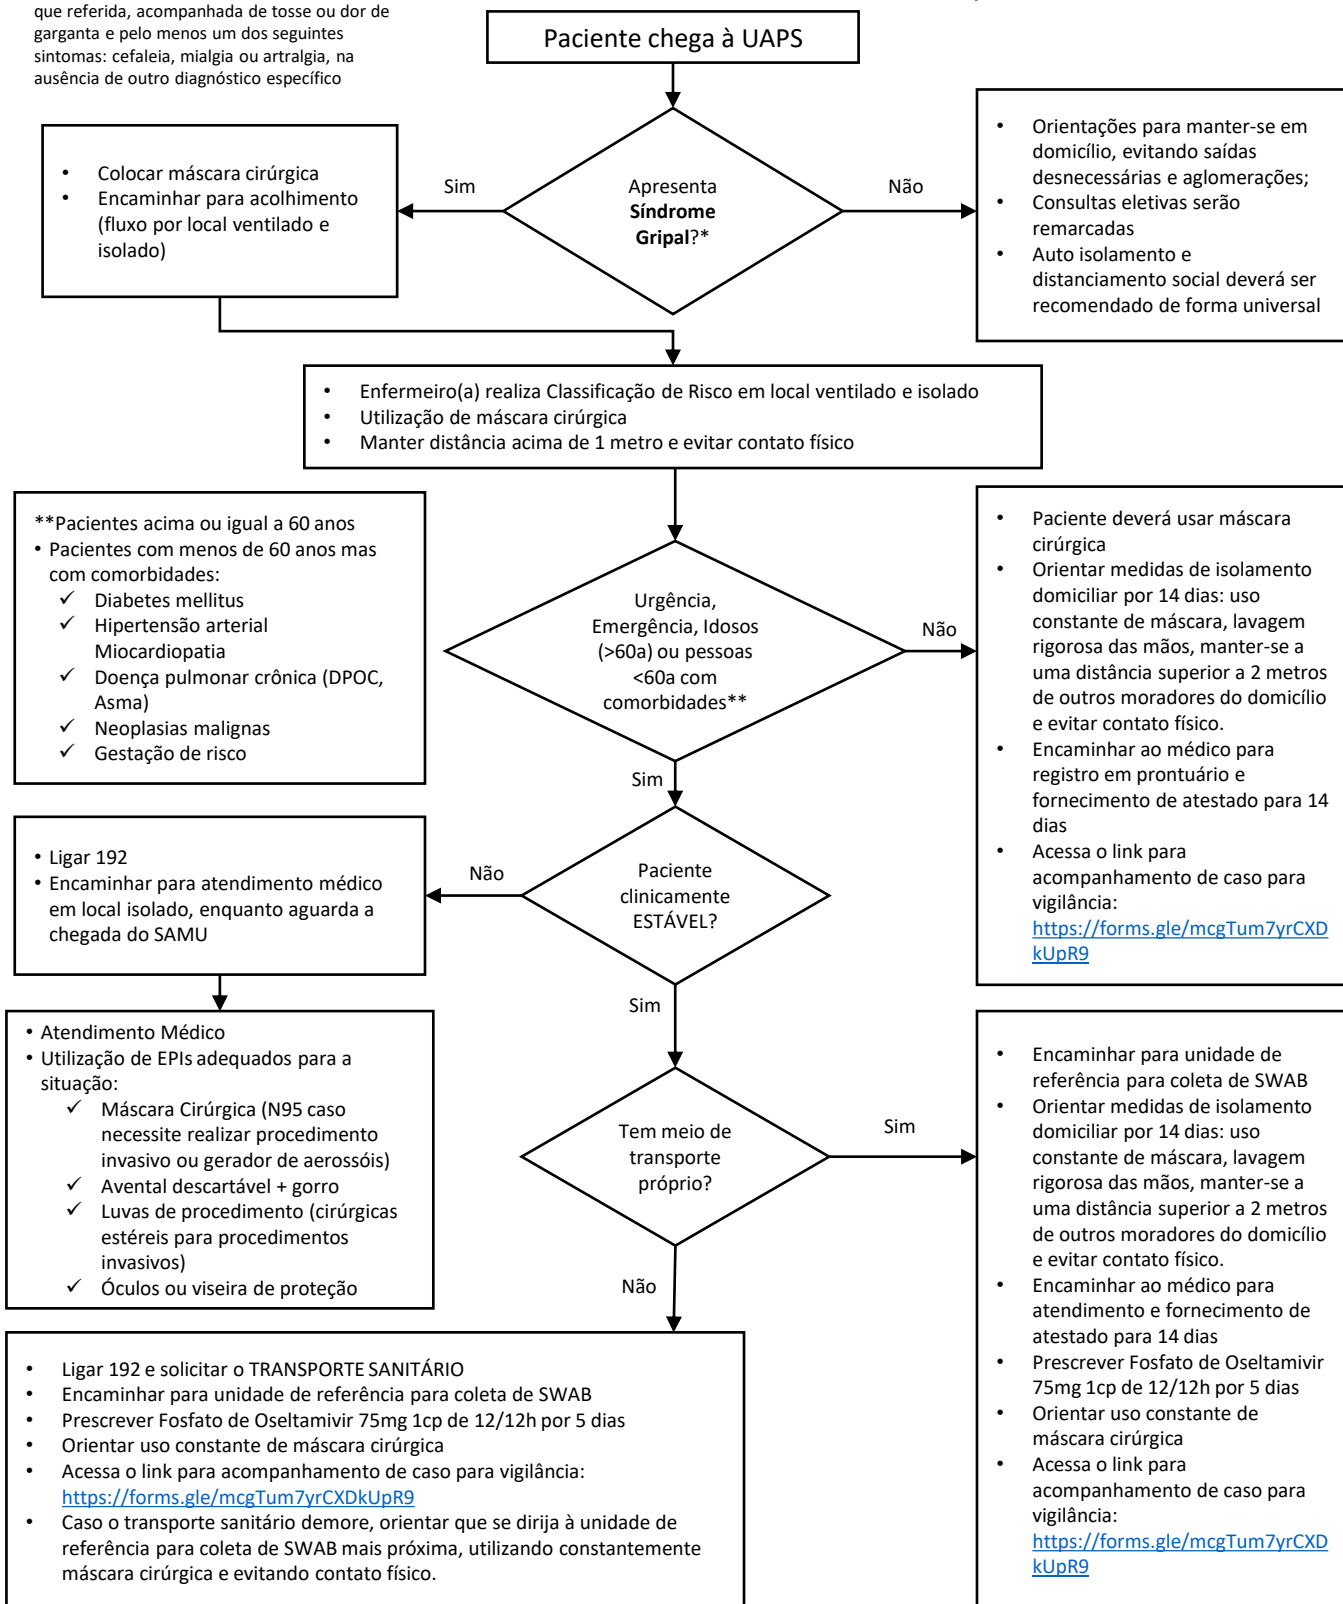 que referida, acompanhada de tosse ou dor de
garganta e pelo menos um dos seguintes
sintomas: cefaleia, mialgia ou artralgia, na
ausência de outro diagnóstico específico
Paciente chega à UAPS
• Colocar máscara cirúrgica
• Encaminhar para acolhimento
(fluxo por local ventilado e
isolado)
Sim
Apresenta
Síndrome
Gripal?*
Não
• Orientações para manter-se em
domicílio, evitando saídas
desnecessárias e aglomerações;
• Consultas eletivas serão
remarcadas
• Auto isolamento e
distanciamento social deverá ser
recomendado de forma universal
• Enfermeiro(a) realiza Classificação de Risco em local ventilado e isolado
• Utilização de máscara cirúrgica
• Manter distância acima de 1 metro e evitar contato físico
**Pacientes acima ou igual a 60 anos
• Pacientes com menos de 60 anos mas
com comorbidades:
✓ Diabetes mellitus
✓ Hipertensão arterial
Miocardiopatia
✓ Doença pulmonar crônica (DPOC,
Asma)
✓ Neoplasias malignas
✓ Gestação de risco
Urgência,
Emergência, Idosos
(>60a) ou pessoas
<60a com
comorbidades**
Não
Sim
• Paciente deverá usar máscara
cirúrgica
• Orientar medidas de isolamento
domiciliar por 14 dias: uso
constante de máscara, lavagem
rigorosa das mãos, manter-se a
uma distância superior a 2 metros
de outros moradores do domicílio
e evitar contato físico.
• Encaminhar ao médico para
registro em prontuário e
fornecimento de atestado para 14
dias
• Acessa o link para
acompanhamento de caso para
vigilância:
https://forms.gle/mcgTum7yrCXD
kUpR9
• Ligar 192
• Encaminhar para atendimento médico
em local isolado, enquanto aguarda a
chegada do SAMU
Não
Paciente
clinicamente
ESTÁVEL?
Sim
• Atendimento Médico
• Utilização de EPIs adequados para a
situação:
✓ Máscara Cirúrgica (N95 caso
necessite realizar procedimento
invasivo ou gerador de aerossóis)
✓ Avental descartável + gorro
✓ Luvas de procedimento (cirúrgicas
estéreis para procedimentos
invasivos)
✓ Óculos ou viseira de proteção
Tem meio de
transporte
próprio?
Sim
Não
• Encaminhar para unidade de
referência para coleta de SWAB
• Orientar medidas de isolamento
domiciliar por 14 dias: uso
constante de máscara, lavagem
rigorosa das mãos, manter-se a
uma distância superior a 2 metros
de outros moradores do domicílio
e evitar contato físico.
• Encaminhar ao médico para
atendimento e fornecimento de
atestado para 14 dias
• Prescrever Fosfato de Oseltamivir
75mg 1cp de 12/12h por 5 dias
• Orientar uso constante de
máscara cirúrgica
• Acessa o link para
acompanhamento de caso para
vigilância:
https://forms.gle/mcgTum7yrCXD
kUpR9
• Ligar 192 e solicitar o TRANSPORTE SANITÁRIO
• Encaminhar para unidade de referência para coleta de SWAB
• Prescrever Fosfato de Oseltamivir 75mg 1cp de 12/12h por 5 dias
• Orientar uso constante de máscara cirúrgica
• Acessa o link para acompanhamento de caso para vigilância:
https://forms.gle/mcgTum7yrCXDkUpR9
• Caso o transporte sanitário demore, orientar que se dirija à unidade de
referência para coleta de SWAB mais próxima, utilizando constantemente
máscara cirúrgica e evitando contato físico.